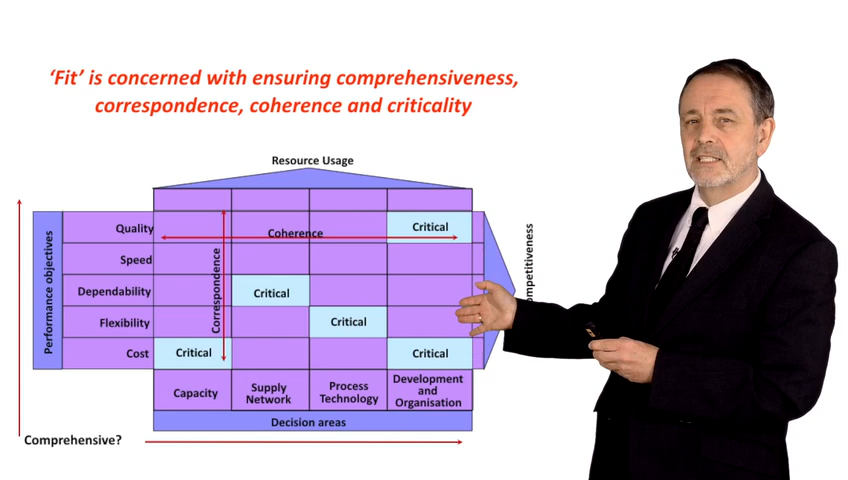 ‘Fit’ is concerned with ensuring comprehensiveness,
correspondence, coherence and criticality
Resource Usage
Performance objectives
Quality
Speed
Dependability
Flexibility
Cost
Correspondence
Coherence
Critical
Critical
Critical
Critical
Critical
Capacity
Supply
Network
Process
Technology
Development
and
Organisation
Decision areas
ompetitiveness
Comprehensive?